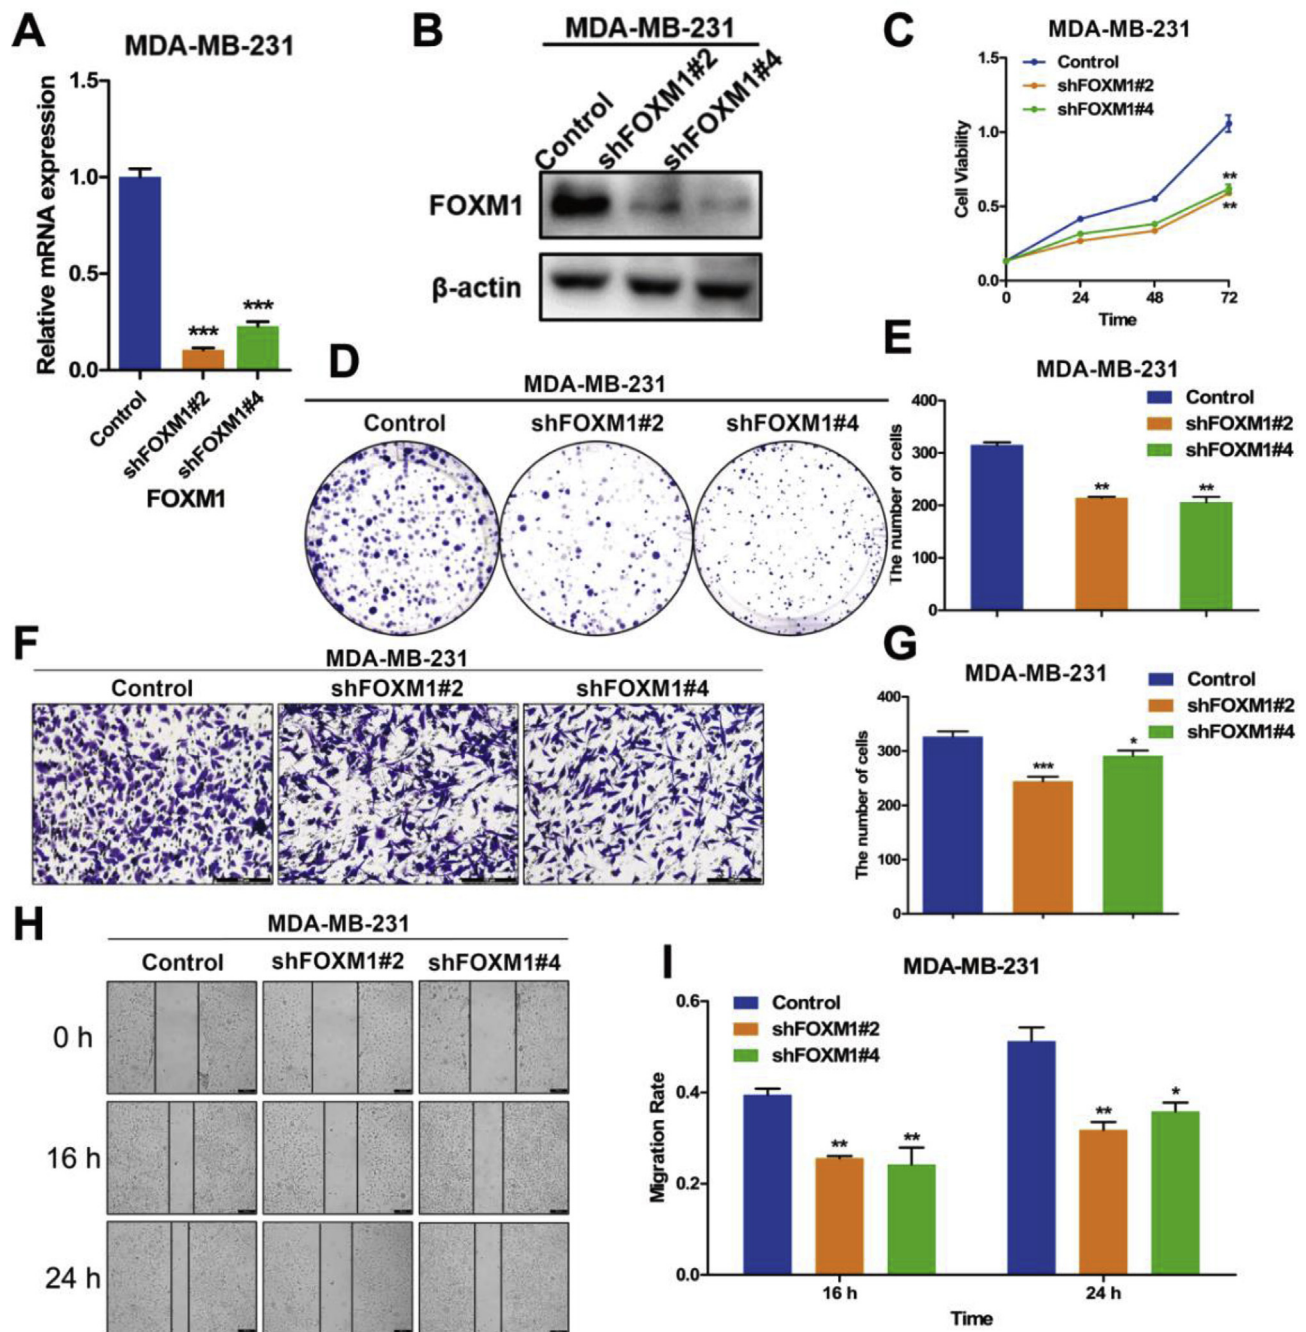 A
MDA-MB-231
Relative mRNA expression
1.5
1.0
0.5
0.0
***
***
Control
shFOXM1#2
shFOXM1#4
FOXM1
B
MDA-MB-231
Control
shFOXM1#2
shFOXM1#4
FOXM1
β-actin
C
MDA-MB-231
Control
shFOXM1#2
shFOXM1#4
Cell Viability
1.5
1.0
0.5
0.0
**
**
0 24 48 72
Time
D
MDA-MB-231
Control shFOXM1#2 shFOXM1#4
E
MDA-MB-231
Control
shFOXM1#2
shFOXM1#4
The number of cells
400
300
200
100
0
** **
F
MDA-MB-231
Control shFOXM1#2 shFOXM1#4
G
MDA-MB-231
Control
shFOXM1#2
shFOXM1#4
The number of cells
400
300
200
100
0
***
*
H
MDA-MB-231
Control shFOXM1#2 shFOXM1#4
0 h
16 h
24 h
I
MDA-MB-231
Control
shFOXM1#2
shFOXM1#4
Migration Rate
0.6
0.4
0.2
0.0
** **
** *
16 h 24 h
Time